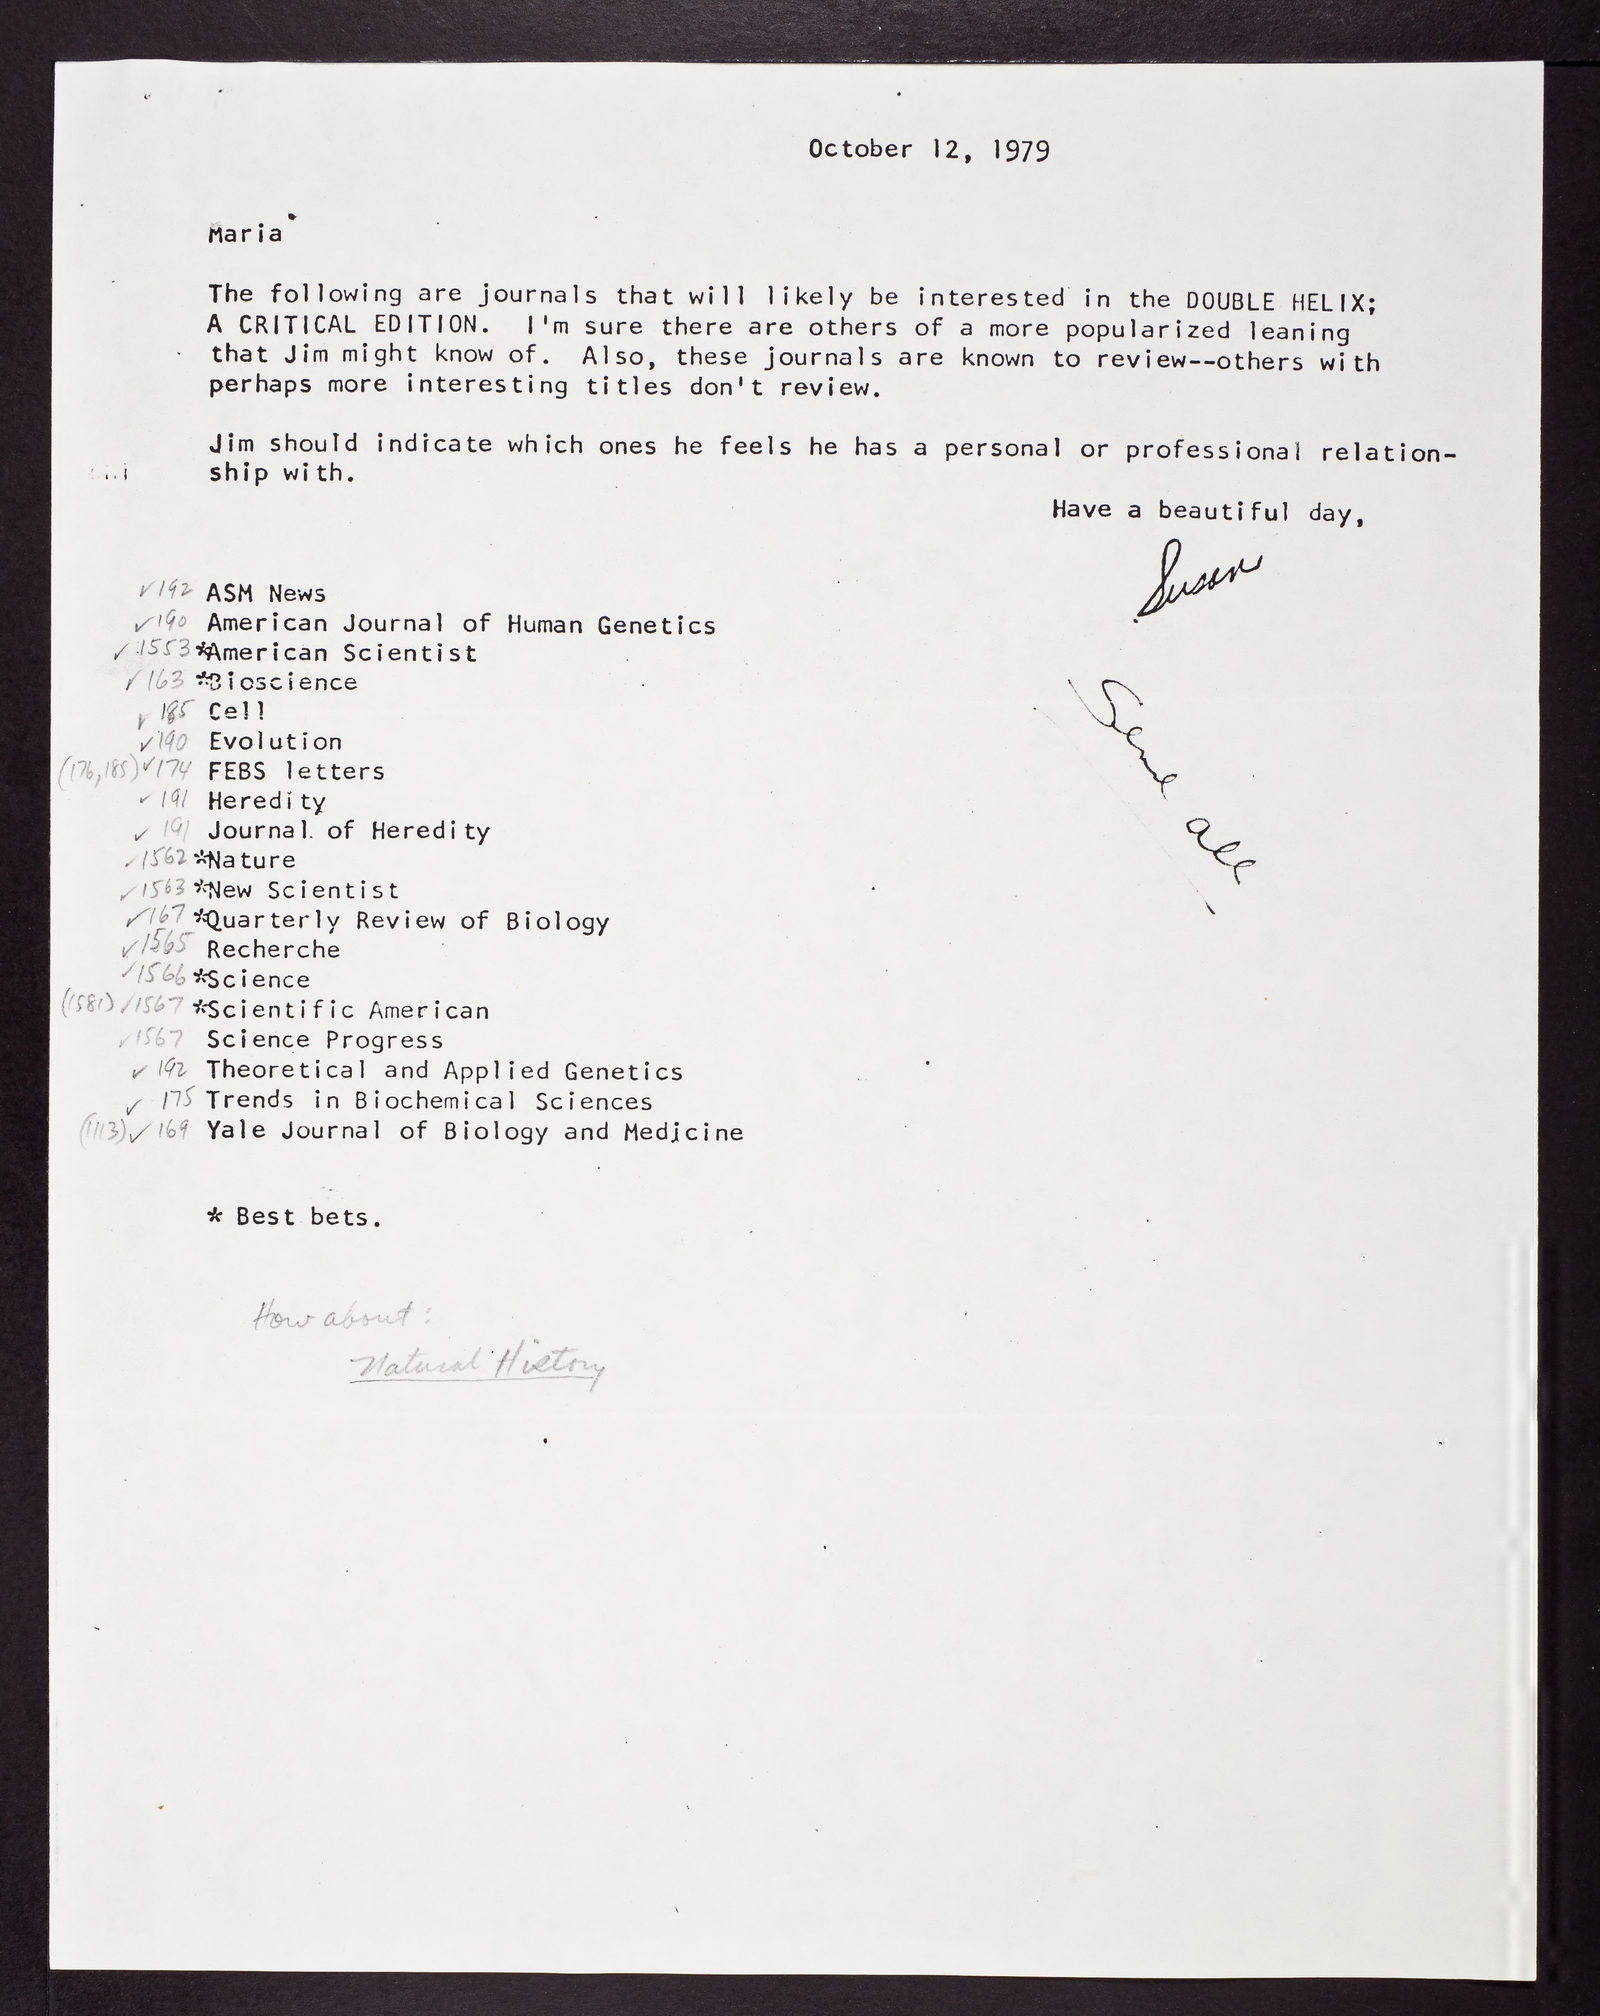 October 12, 1979
Maria
The following are journals that will likely be interested in the DOUBLE HELIX;
A CRITICAL EDITION. I'm sure there are others of a more popularized leaning
that Jim might know of. Also, these journals are known to review--others with
perhaps more interesting titles don't review.
Jim should indicate which ones he feels he has a personal or professional relation-
ship with.
Have a beautiful day,
Susan
✓192 ASM News
✓190 American Journal of Human Genetics
✓1553 *American Scientist
✓163 *Bioscience
✓185 Cell
✓190 Evolution
(176,185)✓174 FEBS letters
✓191 Heredity
✓191 Journal of Heredity
✓1562 *Nature
✓1563 *New Scientist
✓167 *Quarterly Review of Biology
✓1565 Recherche
✓1566 *Science
(1581)✓1567 *Scientific American
✓1567 Science Progress
✓192 Theoretical and Applied Genetics
✓175 Trends in Biochemical Sciences
(1113)✓169 Yale Journal of Biology and Medicine
Send all
* Best bets.
How about:
Natural History